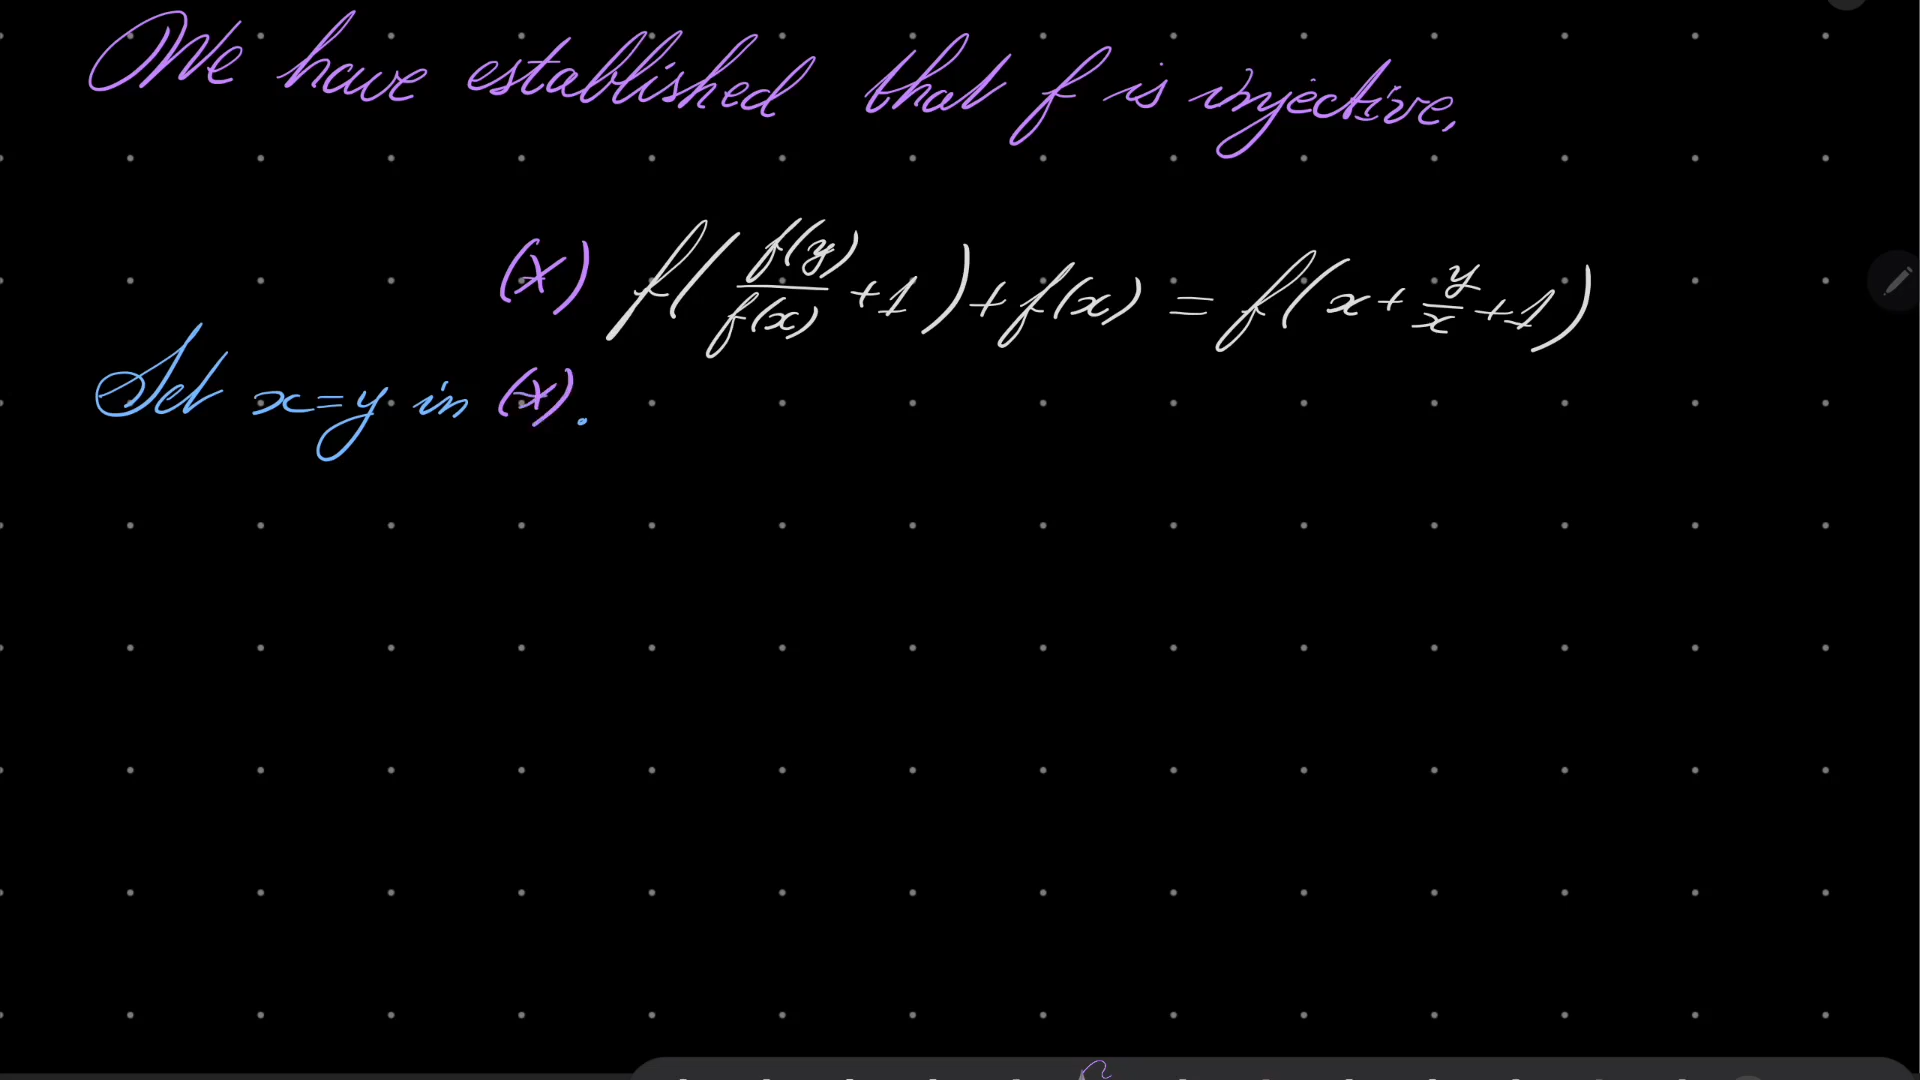 We have established that f is injective.
(*) f(f(y)/f(x) + 1) + f(x) = f(x + y/x + 1)
Set x=y in (*).